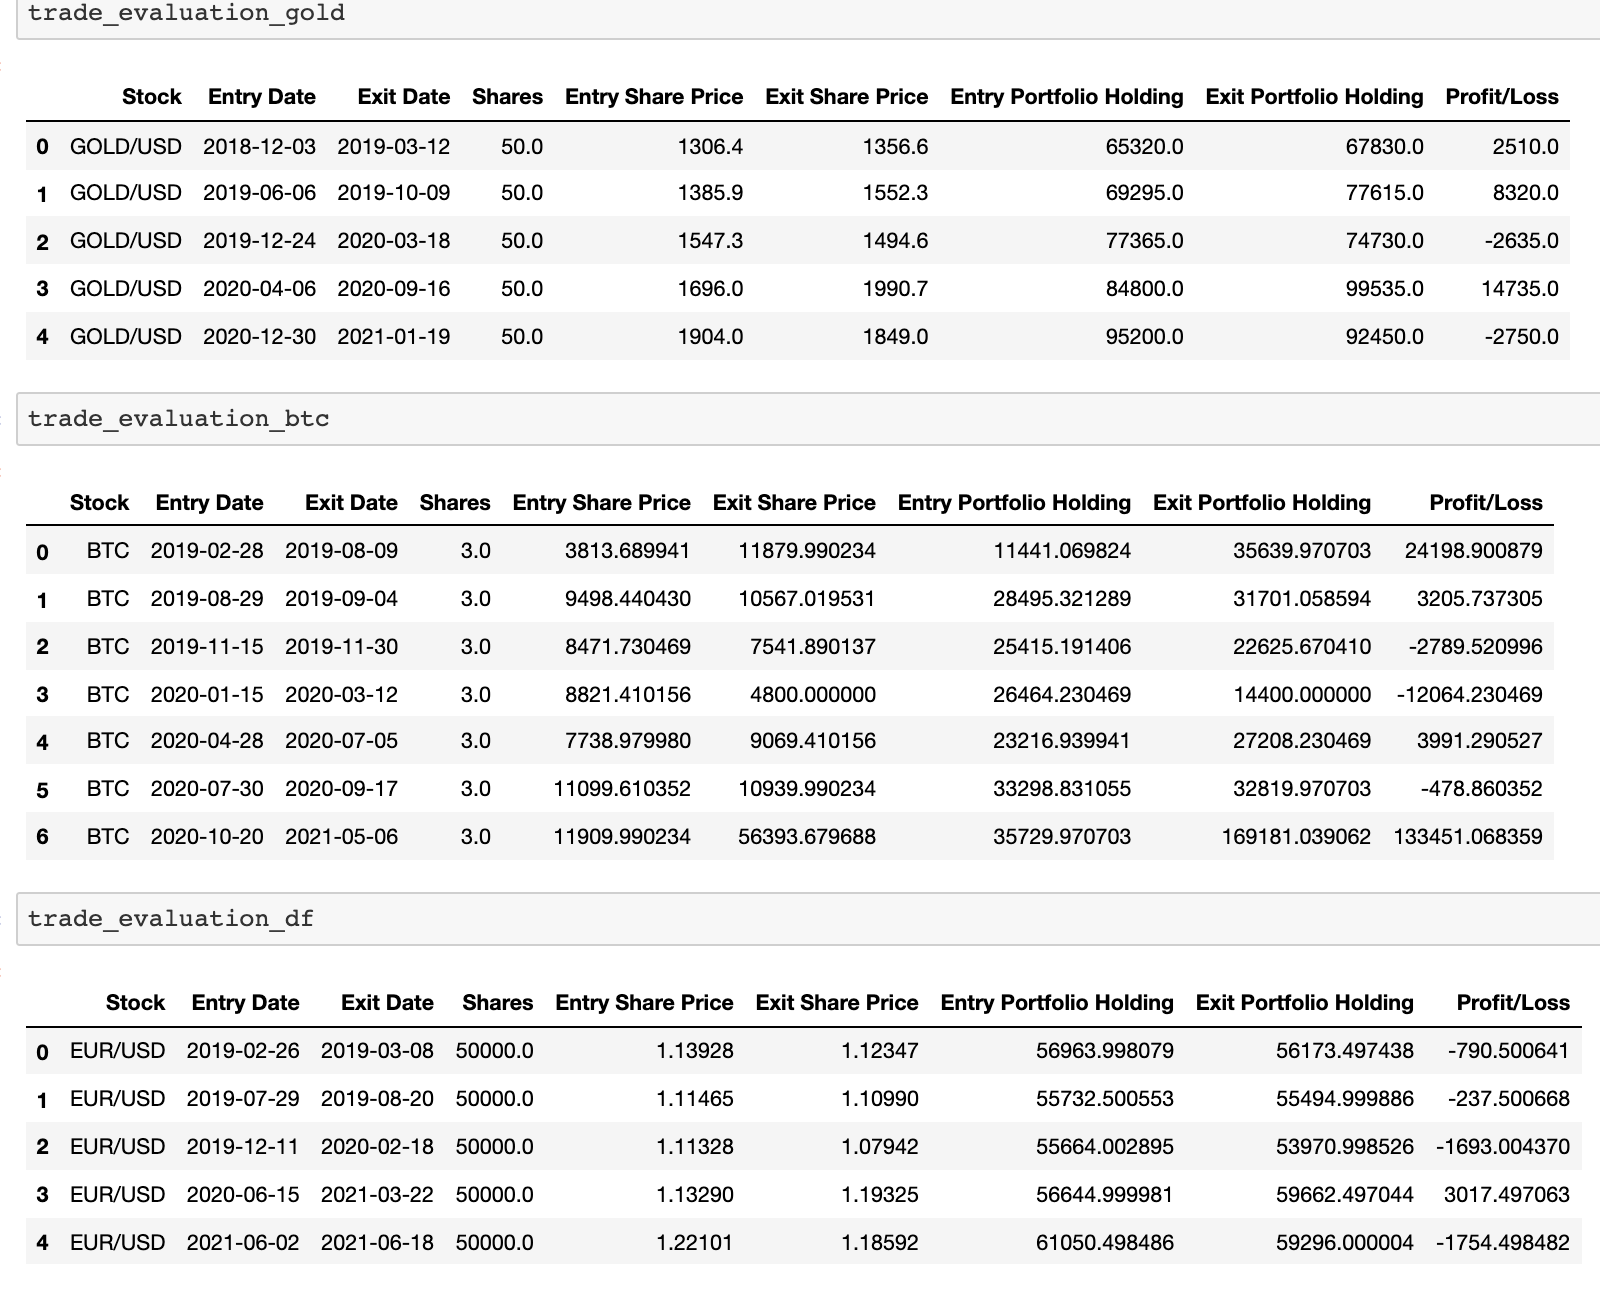 trade_evaluation_gold
Stock Entry Date Exit Date Shares Entry Share Price Exit Share Price Entry Portfolio Holding Exit Portfolio Holding Profit/Loss
0 GOLD/USD 2018-12-03 2019-03-12 50.0 1306.4 1356.6 65320.0 67830.0 2510.0
1 GOLD/USD 2019-06-06 2019-10-09 50.0 1385.9 1552.3 69295.0 77615.0 8320.0
2 GOLD/USD 2019-12-24 2020-03-18 50.0 1547.3 1494.6 77365.0 74730.0 -2635.0
3 GOLD/USD 2020-04-06 2020-09-16 50.0 1696.0 1990.7 84800.0 99535.0 14735.0
4 GOLD/USD 2020-12-30 2021-01-19 50.0 1904.0 1849.0 95200.0 92450.0 -2750.0
trade_evaluation_btc
Stock Entry Date Exit Date Shares Entry Share Price Exit Share Price Entry Portfolio Holding Exit Portfolio Holding Profit/Loss
0 BTC 2019-02-28 2019-08-09 3.0 3813.689941 11879.990234 11441.069824 35639.970703 24198.900879
1 BTC 2019-08-29 2019-09-04 3.0 9498.440430 10567.019531 28495.321289 31701.058594 3205.737305
2 BTC 2019-11-15 2019-11-30 3.0 8471.730469 7541.890137 25415.191406 22625.670410 -2789.520996
3 BTC 2020-01-15 2020-03-12 3.0 8821.410156 4800.000000 26464.230469 14400.000000 -12064.230469
4 BTC 2020-04-28 2020-07-05 3.0 7738.979980 9069.410156 23216.939941 27208.230469 3991.290527
5 BTC 2020-07-30 2020-09-17 3.0 11099.610352 10939.990234 33298.831055 32819.970703 -478.860352
6 BTC 2020-10-20 2021-05-06 3.0 11909.990234 56393.679688 35729.970703 169181.039062 133451.068359
trade_evaluation_df
Stock Entry Date Exit Date Shares Entry Share Price Exit Share Price Entry Portfolio Holding Exit Portfolio Holding Profit/Loss
0 EUR/USD 2019-02-26 2019-03-08 50000.0 1.13928 1.12347 56963.998079 56173.497438 -790.500641
1 EUR/USD 2019-07-29 2019-08-20 50000.0 1.11465 1.10990 55732.500553 55494.999886 -237.500668
2 EUR/USD 2019-12-11 2020-02-18 50000.0 1.11328 1.07942 55664.002895 53970.998526 -1693.004370
3 EUR/USD 2020-06-15 2021-03-22 50000.0 1.13290 1.19325 56644.999981 59662.497044 3017.497063
4 EUR/USD 2021-06-02 2021-06-18 50000.0 1.22101 1.18592 61050.498486 59296.000004 -1754.498482